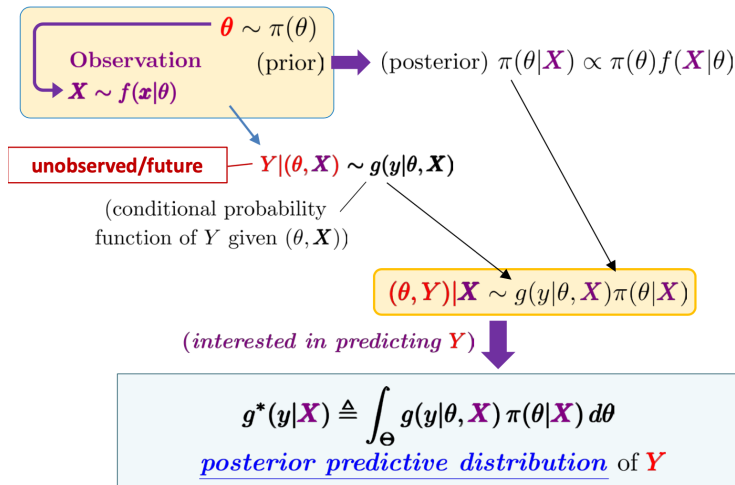 θ ∼ π(θ)
(prior)
Observation
X ∼ f(x|θ)
(posterior) π(θ|X) ∝ π(θ)f(X|θ)
unobserved/future
Y|(θ, X) ∼ g(y|θ, X)
(conditional probability
function of Y given (θ, X))
(θ, Y)|X ∼ g(y|θ, X)π(θ|X)
(interested in predicting Y)
g*(y|X) ≜ ∫_Θ g(y|θ, X) π(θ|X) dθ
posterior predictive distribution of Y